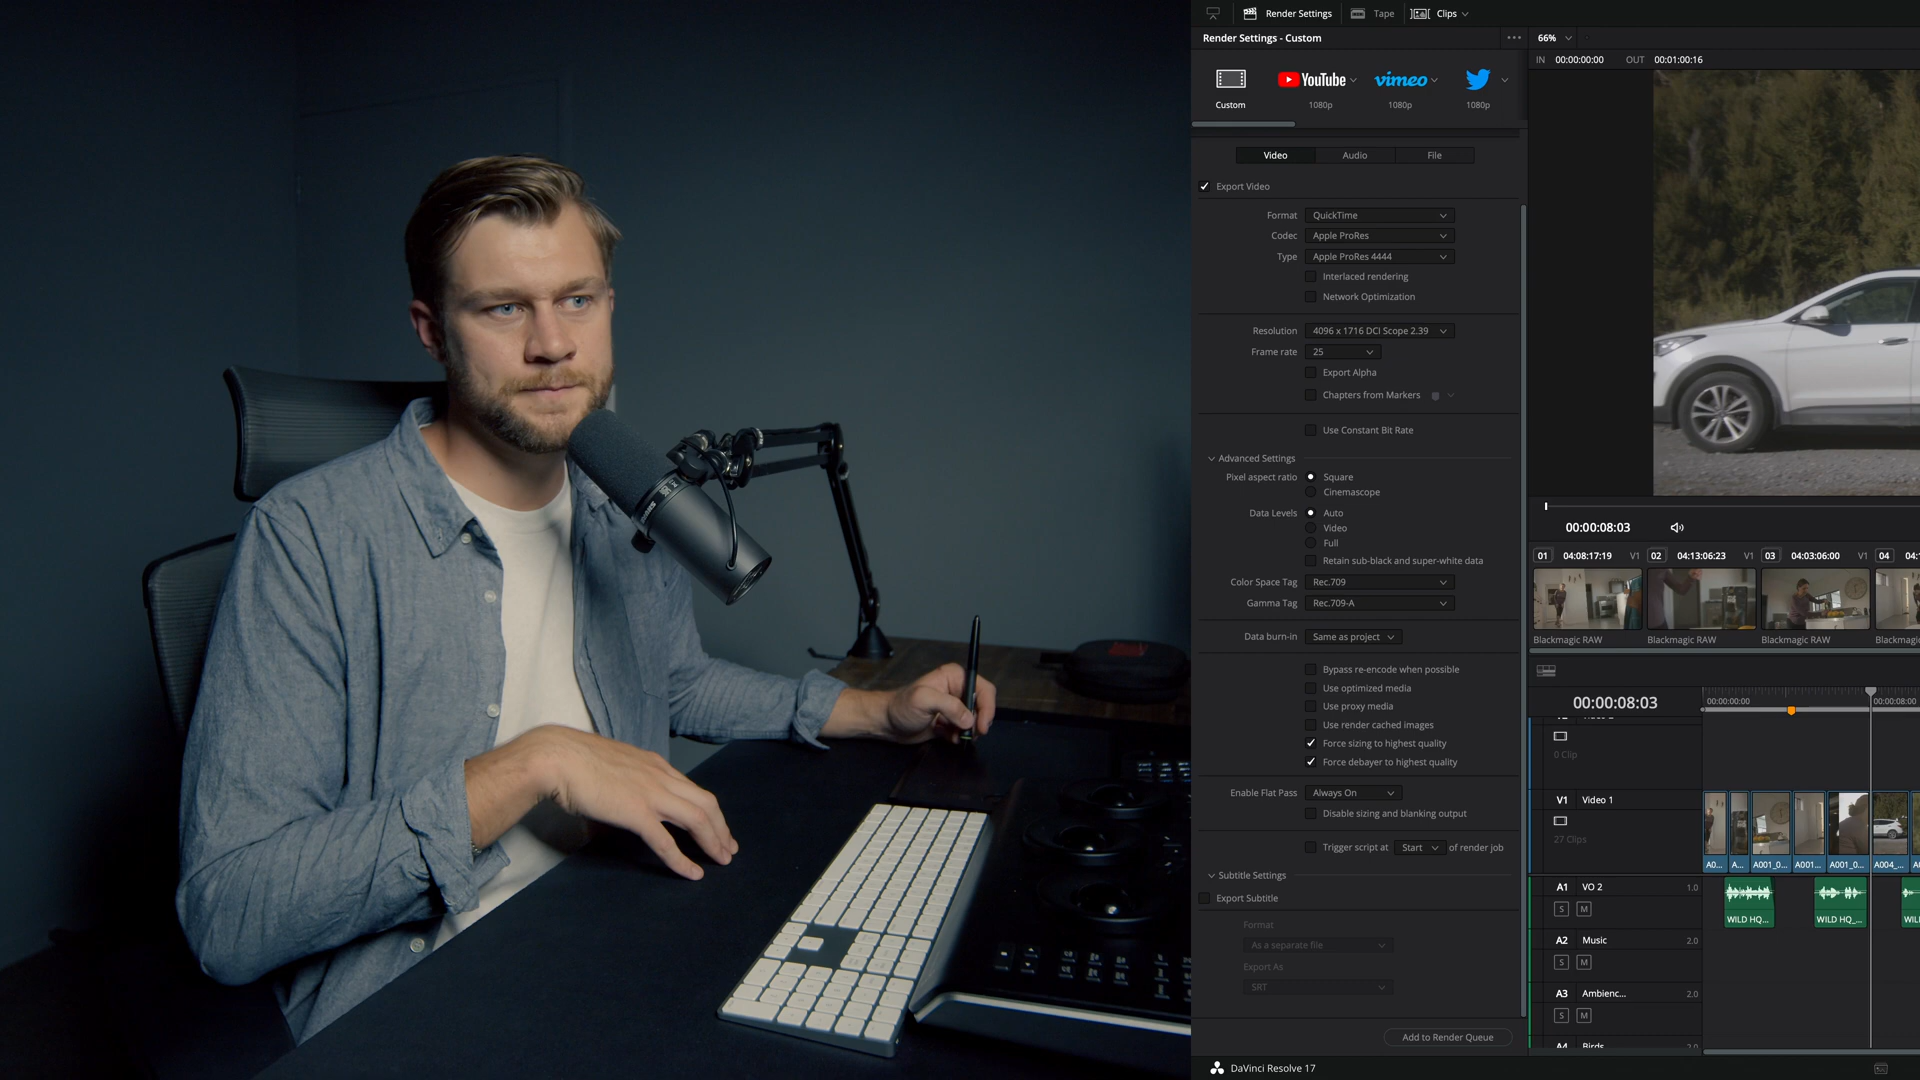 Render Settings
Tape
Clips
Render Settings - Custom
66%
IN 00:00:00:00 OUT 00:01:00:16
YouTube
vimeo
Custom
1080p
1080p
1080p
Video
Audio
File
Export Video
Format QuickTime
Codec Apple ProRes
Type Apple ProRes 4444
Interlaced rendering
Network Optimization
Resolution 4096 x 1716 DCI Scope 2.39
Frame rate 25
Export Alpha
Chapters from Markers
Use Constant Bit Rate
Advanced Settings
Pixel aspect ratio Square
Cinemascope
Data Levels Auto
Video
Full
Retain sub-black and super-white data
Color Space Tag Rec.709
Gamma Tag Rec.709-A
Data burn-in Same as project
Bypass re-encode when possible
Use optimized media
Use proxy media
Use render cached images
Force sizing to highest quality
Force debayer to highest quality
Enable Flat Pass Always On
Disable sizing and blanking output
Trigger script at Start of render job
Subtitle Settings
Export Subtitle
Format
As a separate file
Export As
SRT
Add to Render Queue
DaVinci Resolve 17
00:00:08:03
01 04:08:17:19 V1
02 04:13:06:23 V1
03 04:03:06:00 V1
04 04:
Blackmagic RAW
Blackmagic RAW
Blackmagic RAW
Blackmagic
00:00:08:03
00:00:00:00
00:00:08:00
0 Clip
V1 Video 1
27 Clips
A0... A... A001_0... A001... A001_0... A004_...
A1 VO 2 1.0
S M
WILD HQ... WILD HQ_... WIL
A2 Music 2.0
S M
A3 Ambienc... 2.0
S M
A4 Birds 2.0